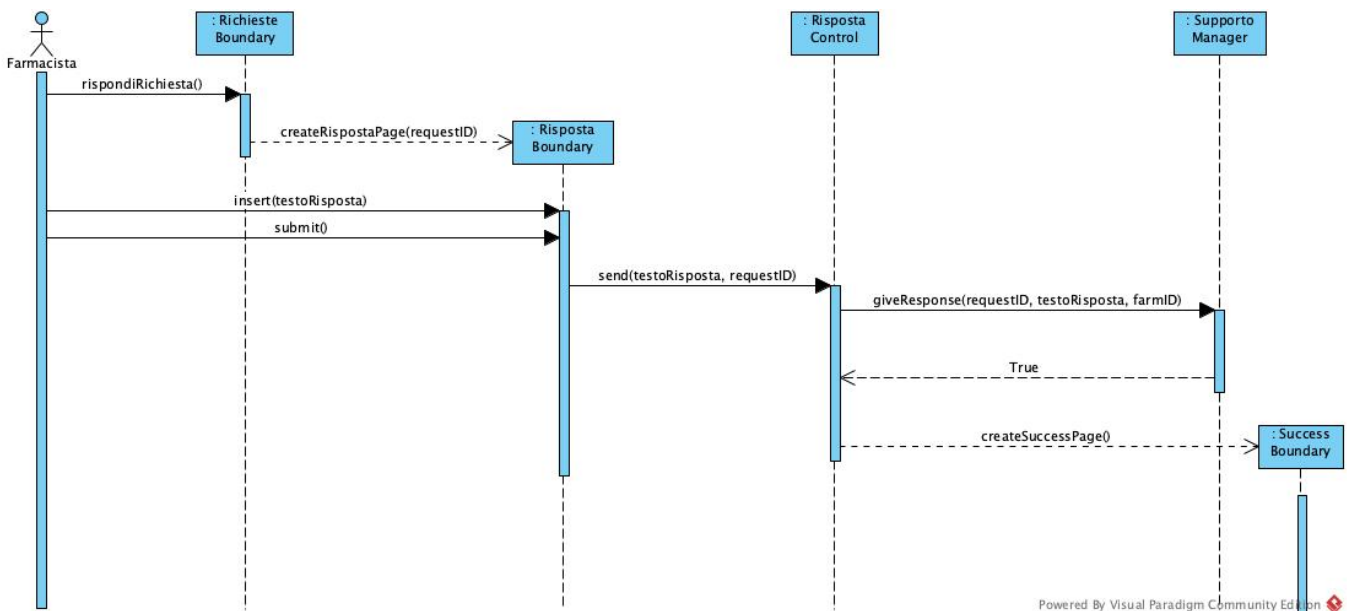 : Richieste
Boundary
: Risposta
Control
: Supporto
Manager
Farmacista
rispondiRichiesta()
createRispostaPage(requestID)
: Risposta
Boundary
insert(testoRisposta)
submit()
send(testoRisposta, requestID)
giveResponse(requestID, testoRisposta, farmID)
True
createSuccessPage()
: Success
Boundary
Powered By Visual Paradigm Community Edition